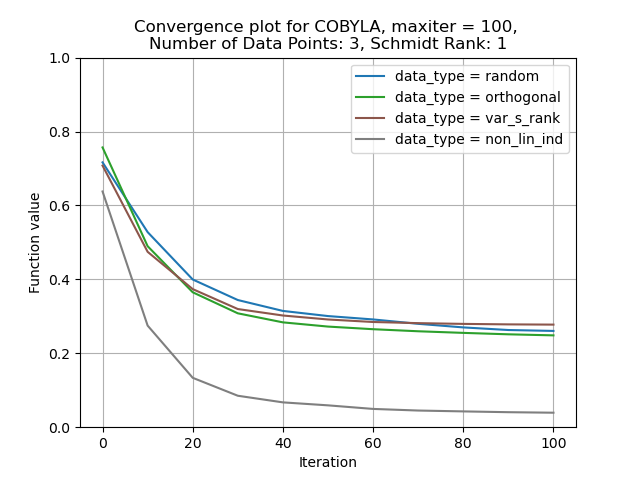 Convergence plot for COBYLA, maxiter = 100,
Number of Data Points: 3, Schmidt Rank: 1
1.0
0.8
0.6
0.4
0.2
0.0
Function value
data_type = random
data_type = orthogonal
data_type = var_s_rank
data_type = non_lin_ind
0 20 40 60 80 100
Iteration